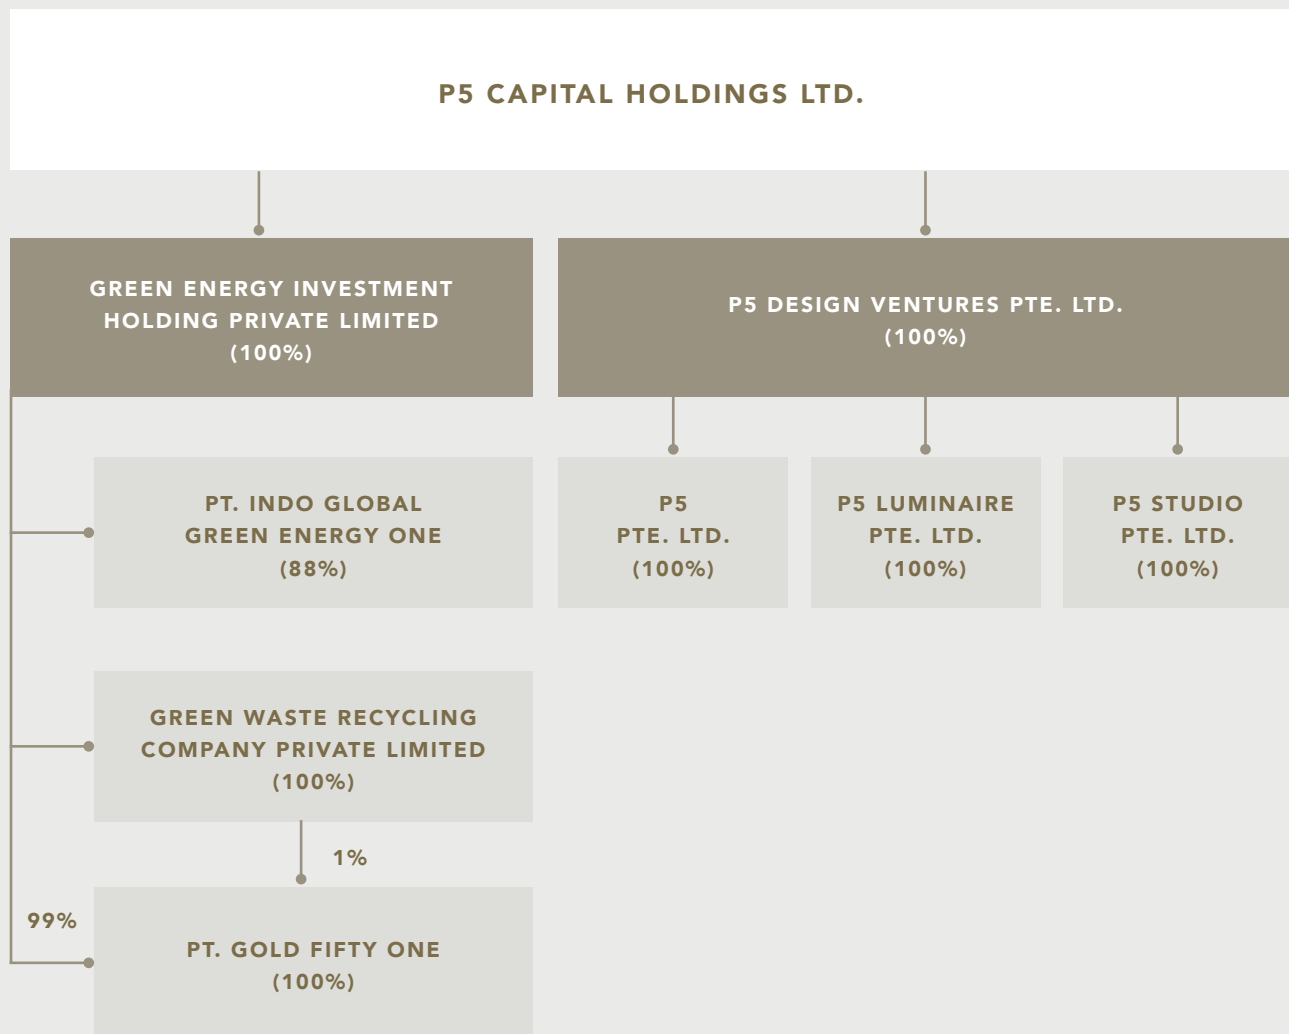 P5 CAPITAL HOLDINGS LTD.
GREEN ENERGY INVESTMENT
HOLDING PRIVATE LIMITED
(100%)
P5 DESIGN VENTURES PTE. LTD.
(100%)
PT. INDO GLOBAL
GREEN ENERGY ONE
(88%)
P5
PTE. LTD.
(100%)
P5 LUMINAIRE
PTE. LTD.
(100%)
P5 STUDIO
PTE. LTD.
(100%)
GREEN WASTE RECYCLING
COMPANY PRIVATE LIMITED
(100%)
1%
99%
PT. GOLD FIFTY ONE
(100%)